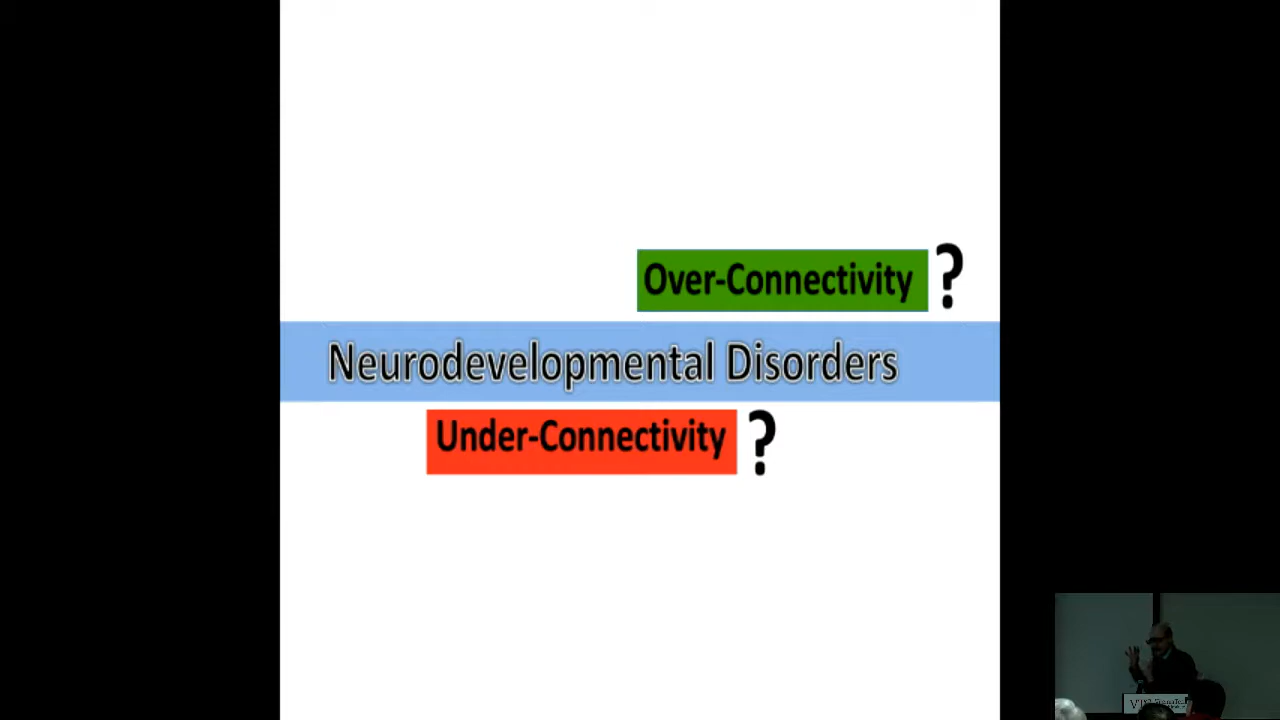 Over-Connectivity ?
Neurodevelopmental Disorders
Under-Connectivity ?